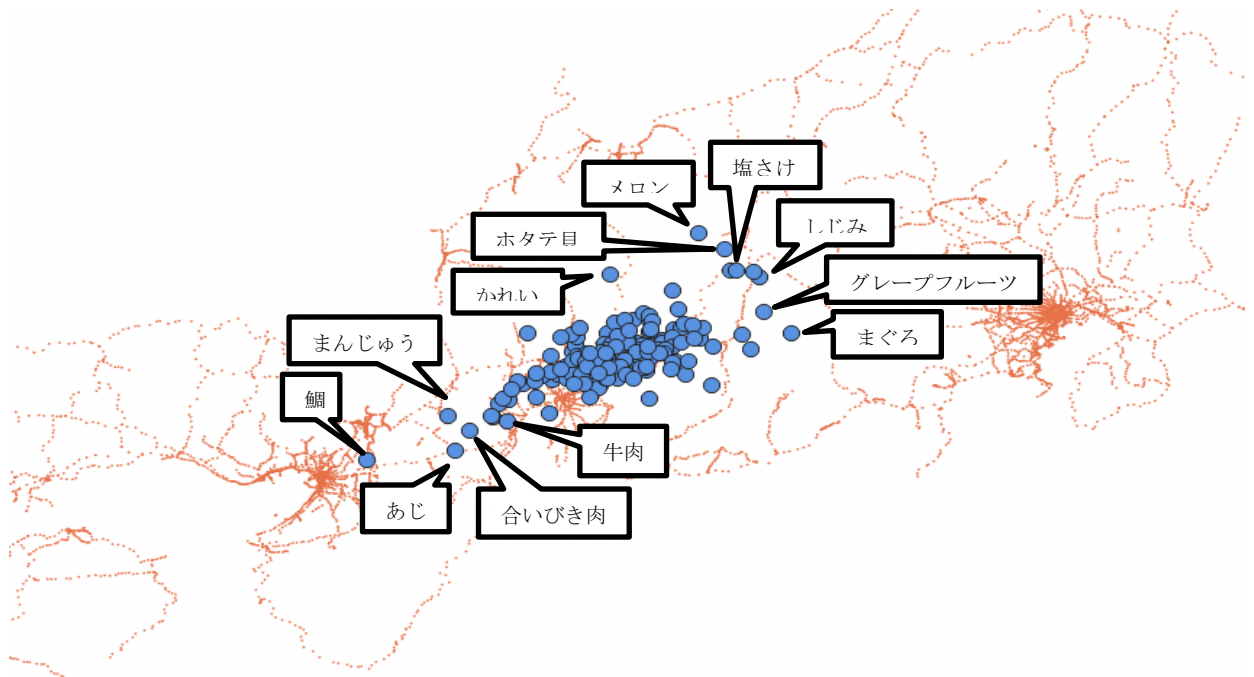 塩さけ
メロン
しじみ
ホタテ貝
グレープフルーツ
かれい
まぐろ
まんじゅう
鯛
牛肉
あじ
合いびき肉